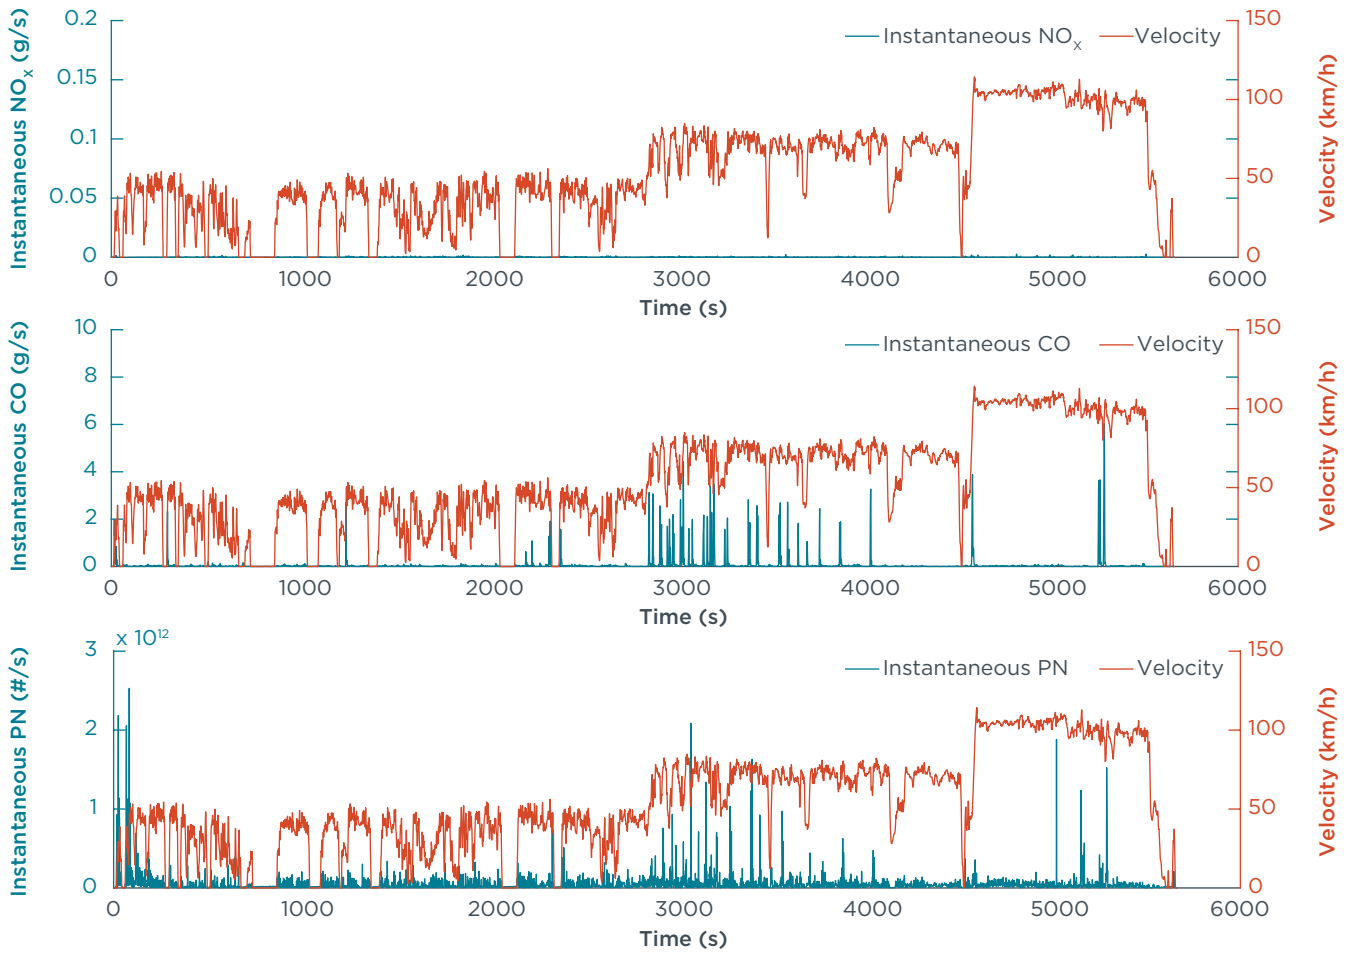 Instantaneous NOx (g/s)
0.2
0.15
0.1
0.05
0
Instantaneous NOx
Velocity
150
100
50
0
Velocity (km/h)
0 1000 2000 3000 4000 5000 6000
Time (s)
Instantaneous CO (g/s)
10
8
6
4
2
0
Instantaneous CO
Velocity
150
100
50
0
Velocity (km/h)
0 1000 2000 3000 4000 5000 6000
Time (s)
Instantaneous PN (#/s)
x 10¹²
3
2
1
0
Instantaneous PN
Velocity
150
100
50
0
Velocity (km/h)
0 1000 2000 3000 4000 5000 6000
Time (s)